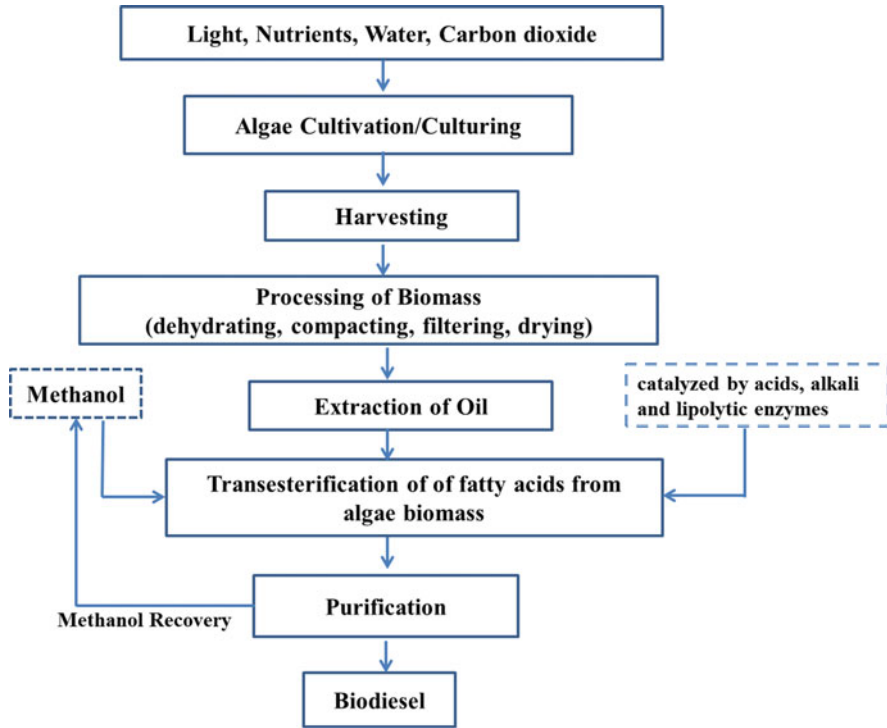 Light, Nutrients, Water, Carbon dioxide
Algae Cultivation/Culturing
Harvesting
Processing of Biomass
(dehydrating, compacting, filtering, drying)
Methanol
Extraction of Oil
catalyzed by acids, alkali
and lipolytic enzymes
Transesterification of of fatty acids from
algae biomass
Purification
Methanol Recovery
Biodiesel